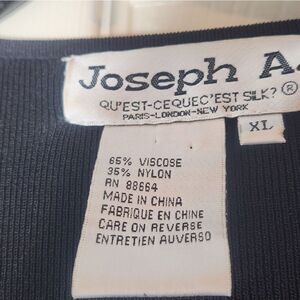 Joseph A.
QU'EST-CEQUEC'EST SILK? ®
PARIS-LONDON-NEW YORK
XL
65% VISCOSE
35% NYLON
RN 88664
MADE IN CHINA
FABRIQUE EN CHINE
CARE ON REVERSE
ENTRETIEN AUVERSO